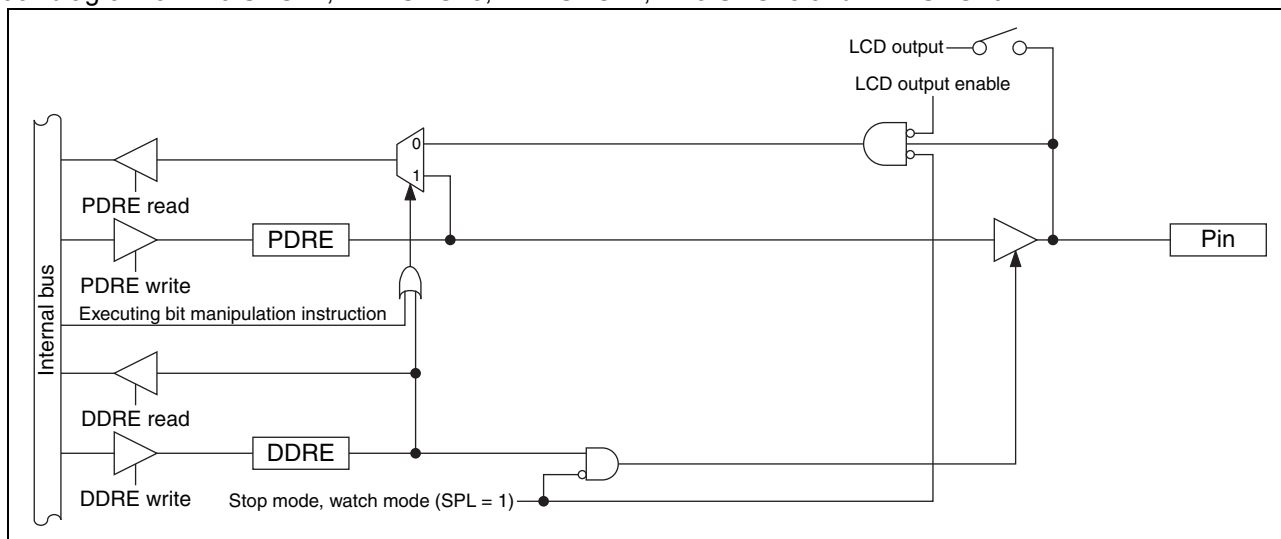 LCD output
LCD output enable
0
1
PDRE read
PDRE
Pin
PDRE write
Executing bit manipulation instruction
Internal bus
DDRE read
DDRE
DDRE write
Stop mode, watch mode (SPL = 1)